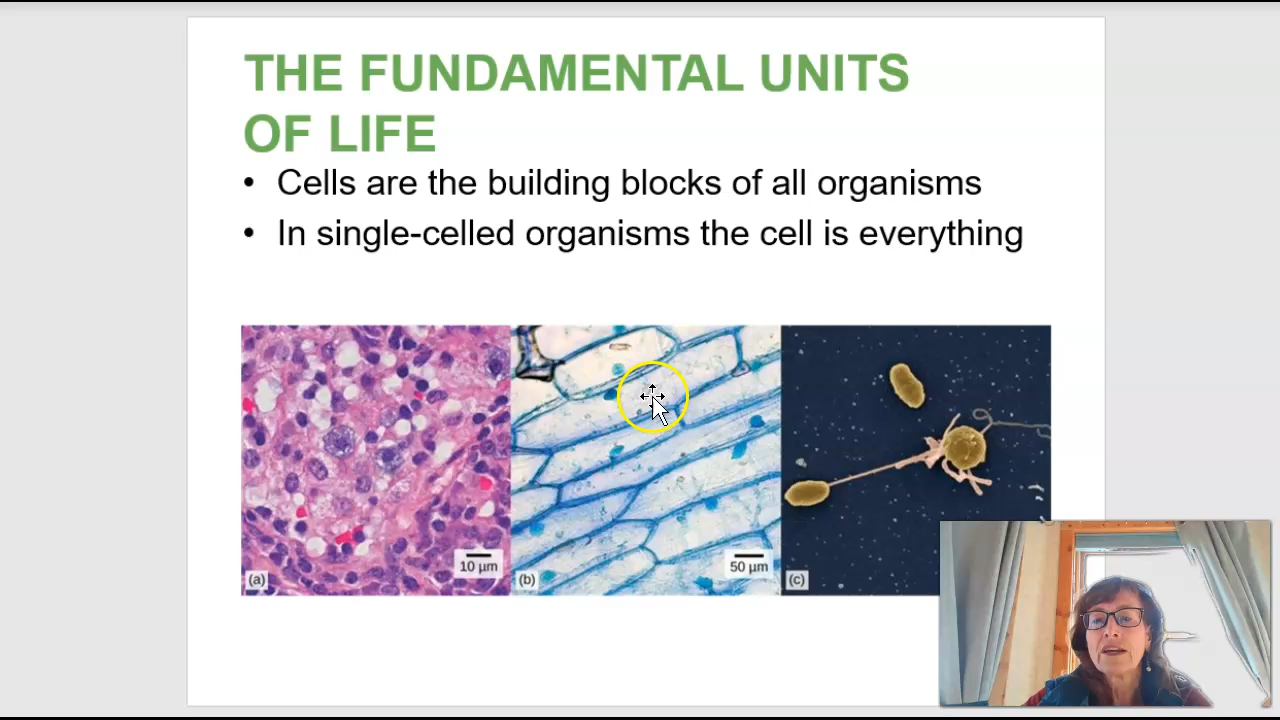 THE FUNDAMENTAL UNITS
OF LIFE
• Cells are the building blocks of all organisms
• In single-celled organisms the cell is everything
(a)
10 µm
(b)
50 µm
(c)